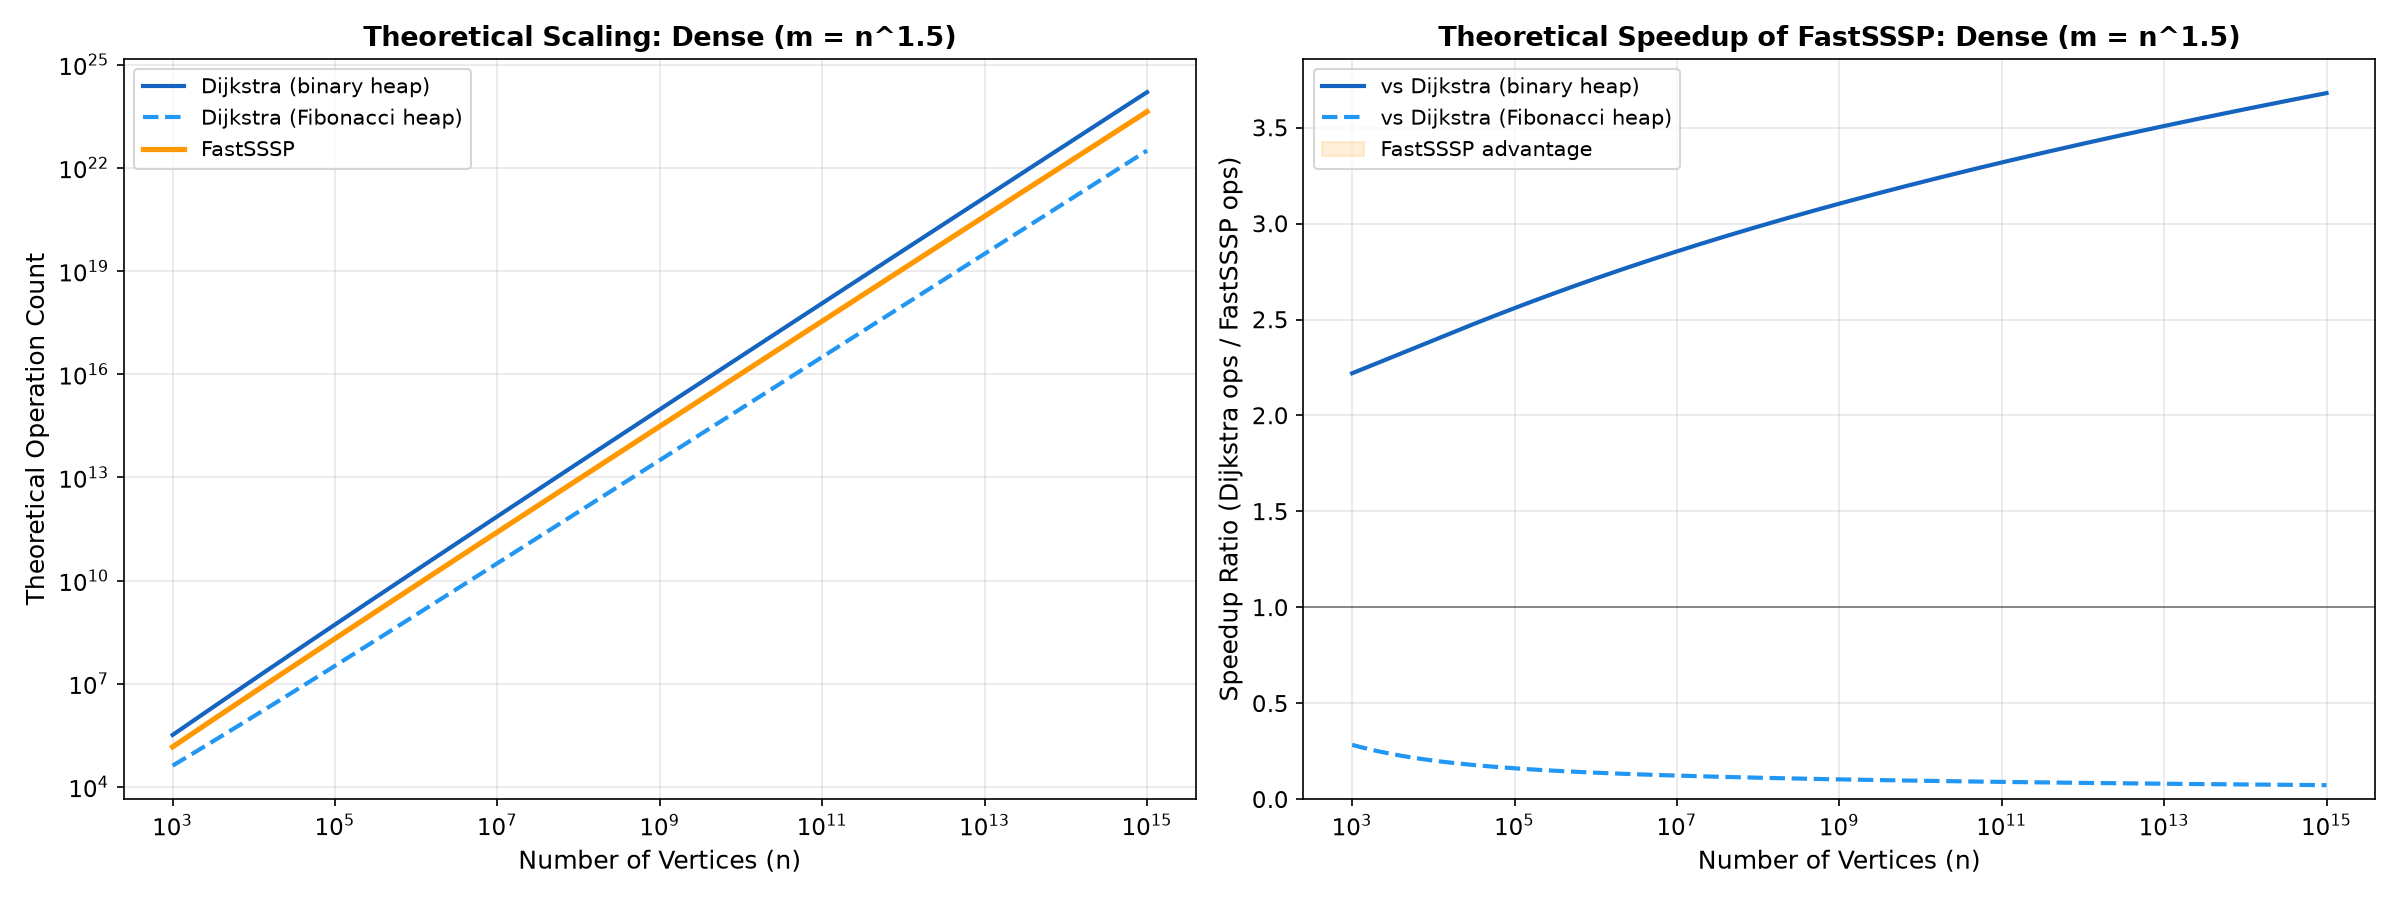 Theoretical Scaling: Dense (m = n^1.5)
Dijkstra (binary heap)
Dijkstra (Fibonacci heap)
FastSSSP
Theoretical Operation Count
10^25
10^22
10^19
10^16
10^13
10^10
10^7
10^4
10^3 10^5 10^7 10^9 10^11 10^13 10^15
Number of Vertices (n)
Theoretical Speedup of FastSSSP: Dense (m = n^1.5)
vs Dijkstra (binary heap)
vs Dijkstra (Fibonacci heap)
FastSSSP advantage
Speedup Ratio (Dijkstra ops / FastSSSP ops)
3.5
3.0
2.5
2.0
1.5
1.0
0.5
0.0
10^3 10^5 10^7 10^9 10^11 10^13 10^15
Number of Vertices (n)